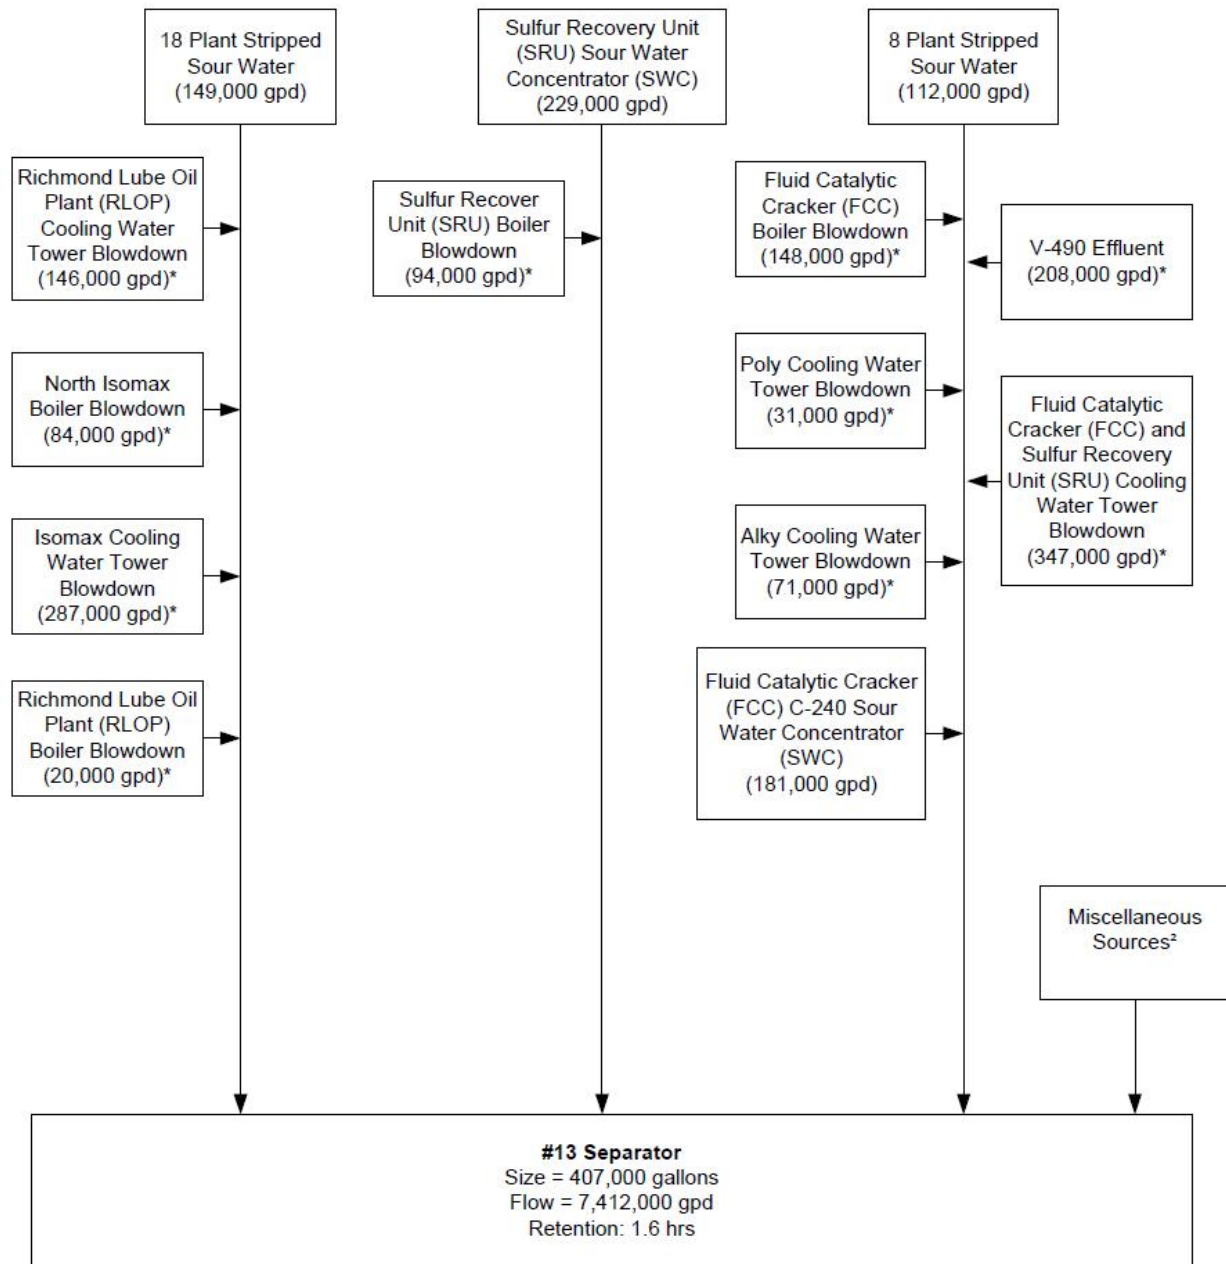 18 Plant Stripped
Sour Water
(149,000 gpd)
Sulfur Recovery Unit
(SRU) Sour Water
Concentrator (SWC)
(229,000 gpd)
8 Plant Stripped
Sour Water
(112,000 gpd)
Richmond Lube Oil
Plant (RLOP)
Cooling Water
Tower Blowdown
(146,000 gpd)*
Sulfur Recover
Unit (SRU) Boiler
Blowdown
(94,000 gpd)*
Fluid Catalytic
Cracker (FCC)
Boiler Blowdown
(148,000 gpd)*
V-490 Effluent
(208,000 gpd)*
North Isomax
Boiler Blowdown
(84,000 gpd)*
Poly Cooling Water
Tower Blowdown
(31,000 gpd)*
Fluid Catalytic
Cracker (FCC) and
Sulfur Recovery
Unit (SRU) Cooling
Water Tower
Blowdown
(347,000 gpd)*
Isomax Cooling
Water Tower
Blowdown
(287,000 gpd)*
Alky Cooling Water
Tower Blowdown
(71,000 gpd)*
Richmond Lube Oil
Plant (RLOP)
Boiler Blowdown
(20,000 gpd)*
Fluid Catalytic Cracker
(FCC) C-240 Sour
Water Concentrator
(SWC)
(181,000 gpd)
Miscellaneous
Sources²
#13 Separator
Size = 407,000 gallons
Flow = 7,412,000 gpd
Retention: 1.6 hrs